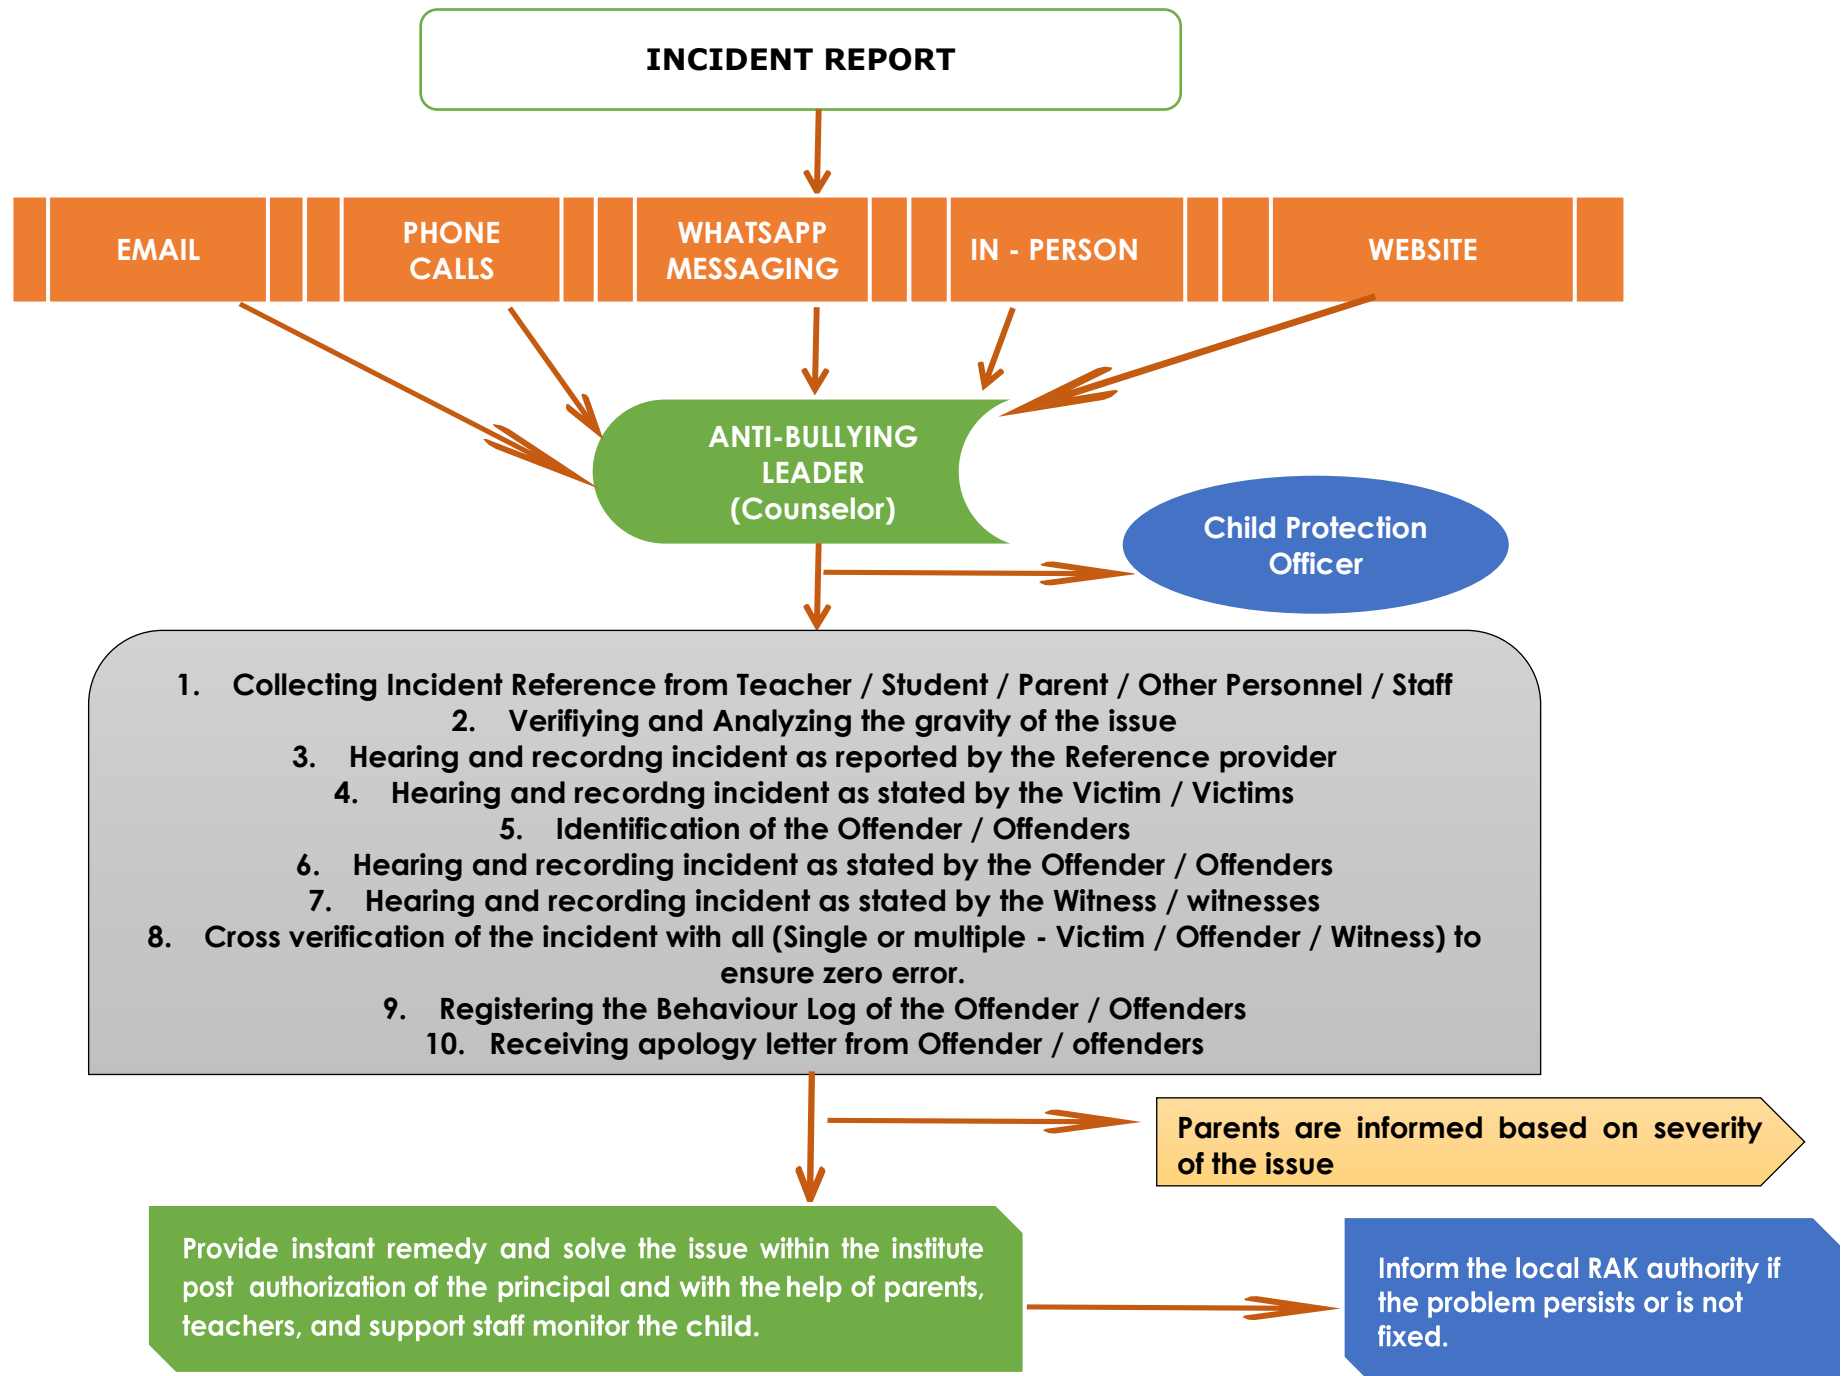 INCIDENT REPORT
EMAIL
PHONE
CALLS
WHATSAPP
MESSAGING
IN - PERSON
WEBSITE
ANTI-BULLYING
LEADER
(Counselor)
Child Protection
Officer
1. Collecting Incident Reference from Teacher / Student / Parent / Other Personnel / Staff
2. Verifiying and Analyzing the gravity of the issue
3. Hearing and recordng incident as reported by the Reference provider
4. Hearing and recordng incident as stated by the Victim / Victims
5. Identification of the Offender / Offenders
6. Hearing and recording incident as stated by the Offender / Offenders
7. Hearing and recording incident as stated by the Witness / witnesses
8. Cross verification of the incident with all (Single or multiple - Victim / Offender / Witness) to
ensure zero error.
9. Registering the Behaviour Log of the Offender / Offenders
10. Receiving apology letter from Offender / offenders
Parents are informed based on severity
of the issue
Provide instant remedy and solve the issue within the institute
post authorization of the principal and with the help of parents,
teachers, and support staff monitor the child.
Inform the local RAK authority if
the problem persists or is not
fixed.